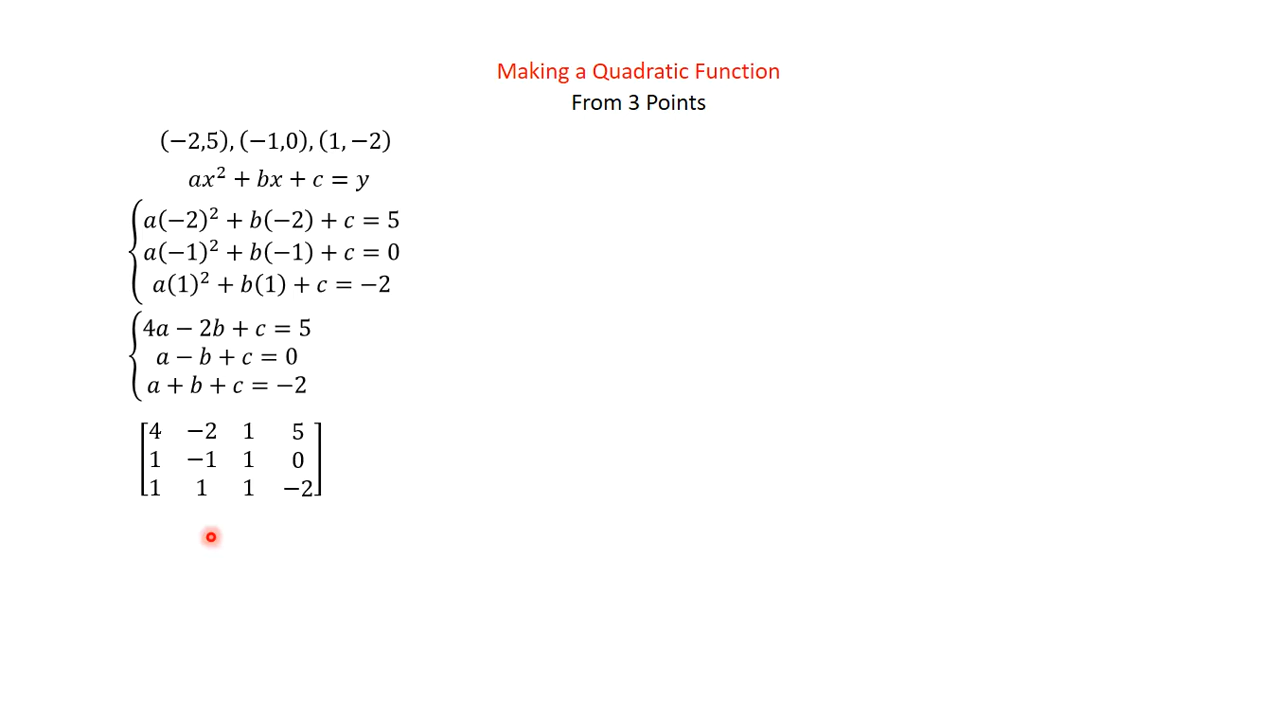 Making a Quadratic Function
From 3 Points
(−2,5), (−1,0), (1, −2)
ax² + bx + c = y
a(−2)² + b(−2) + c = 5
a(−1)² + b(−1) + c = 0
a(1)² + b(1) + c = −2
4a − 2b + c = 5
a − b + c = 0
a + b + c = −2
4 −2 1 5
1 −1 1 0
1 1 1 −2